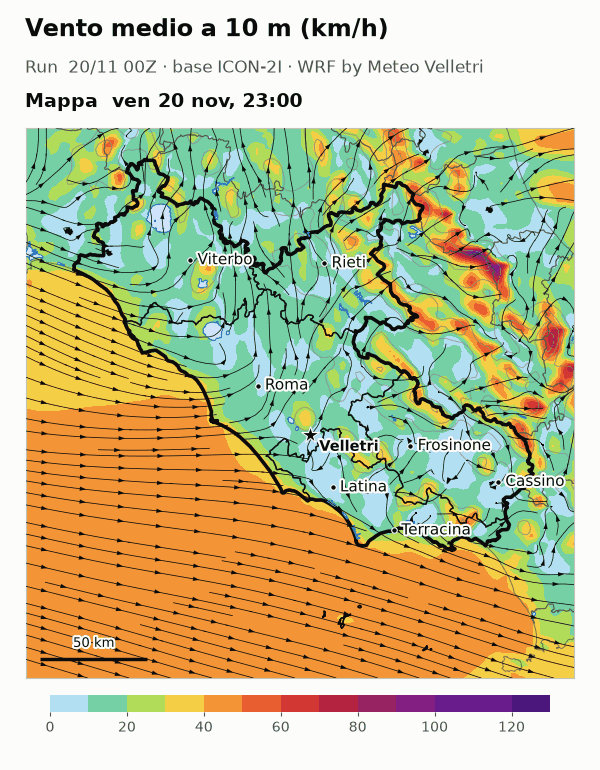 Vento medio a 10 m (km/h)
Run  20/11 00Z · base ICON-2I · WRF by Meteo Velletri
Mappa  ven 20 nov, 23:00
Viterbo
Rieti
Roma
Velletri
Frosinone
Cassino
Latina
Terracina
50 km
0 20 40 60 80 100 120